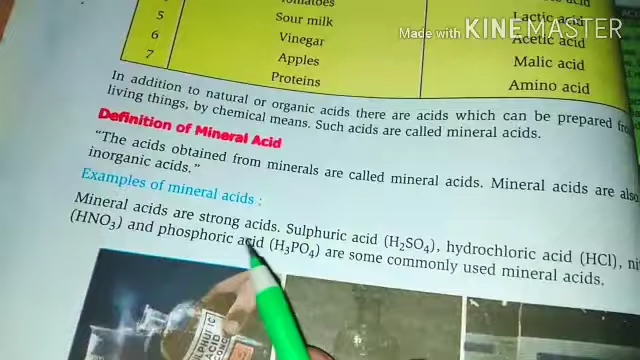 Tomatoes
acid
5 Sour milk Lactic acid
6 Vinegar Acetic acid
7 Apples Malic acid
Proteins Amino acid
Made with KINEMASTER
In addition to natural or organic acids there are acids which can be prepared from
living things, by chemical means. Such acids are called mineral acids.
Definition of Mineral Acid
"The acids obtained from minerals are called mineral acids. Mineral acids are also
inorganic acids."
Examples of mineral acids :
Mineral acids are strong acids. Sulphuric acid (H₂SO₄), hydrochloric acid (HCl),
(HNO₃) and phosphoric acid (H₃PO₄) are some commonly used mineral acids.
ACID